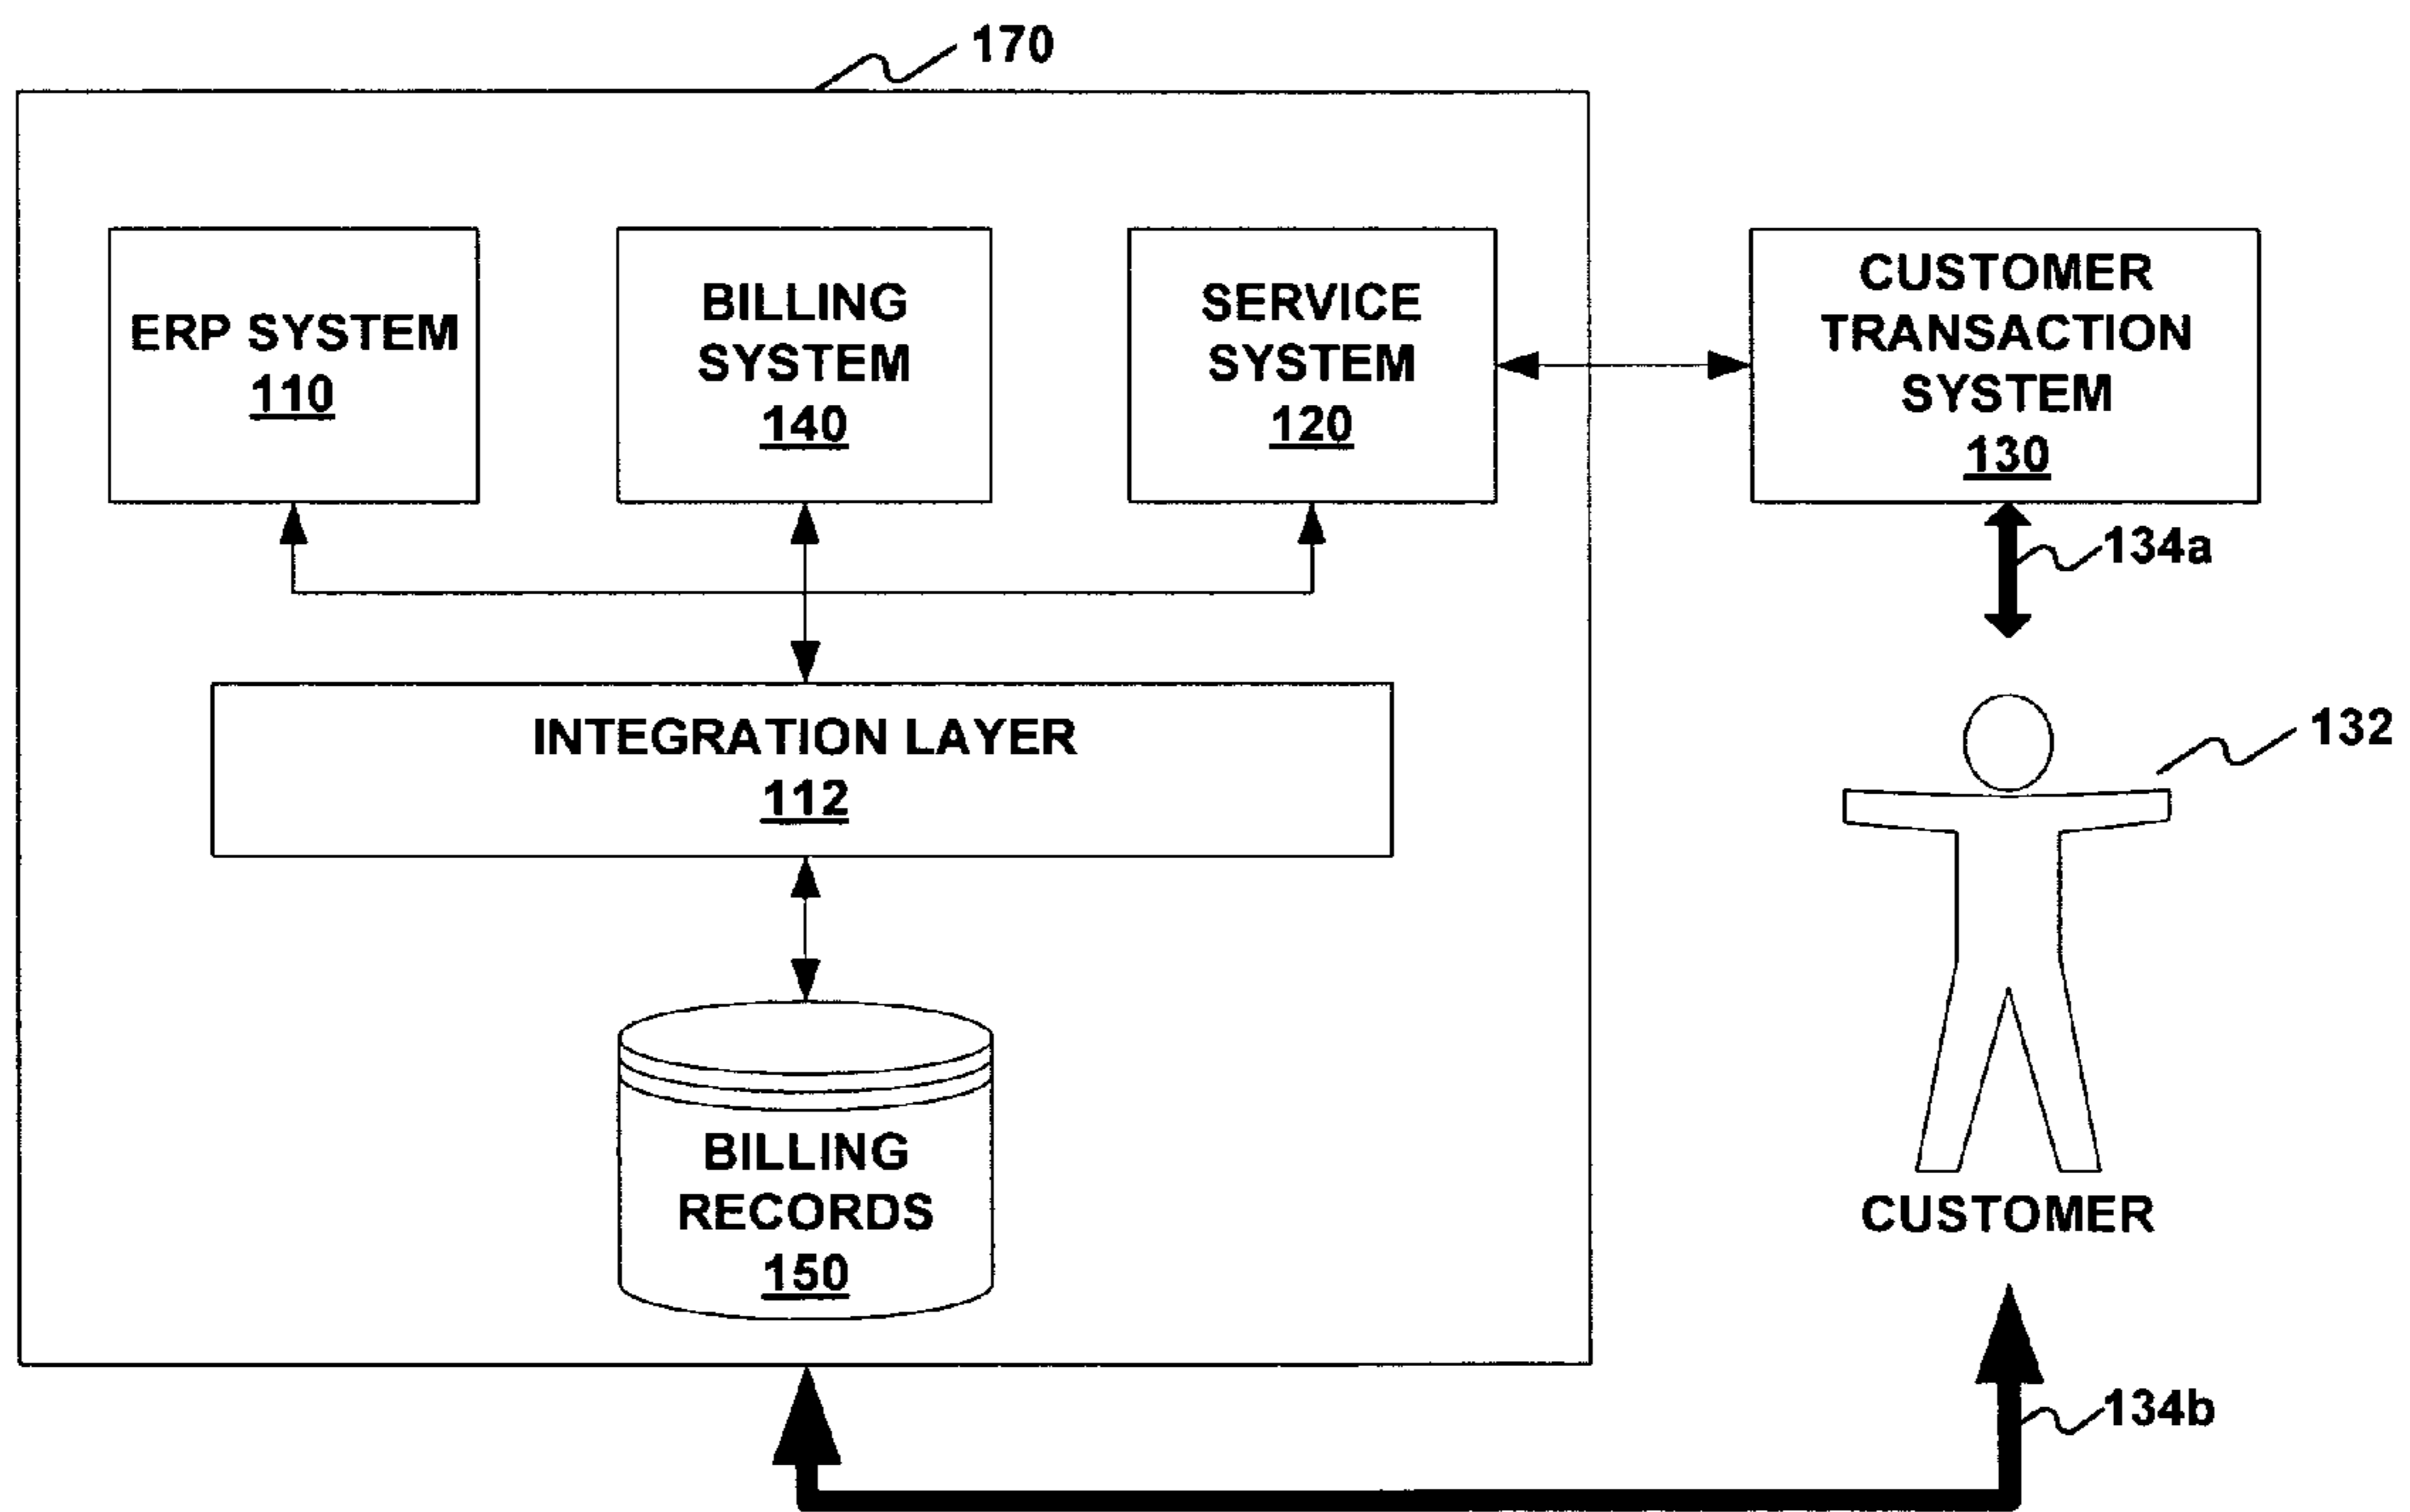 170
ERP SYSTEM
110
BILLING
SYSTEM
140
SERVICE
SYSTEM
120
CUSTOMER
TRANSACTION
SYSTEM
130
134a
INTEGRATION LAYER
112
132
BILLING
RECORDS
150
CUSTOMER
134b